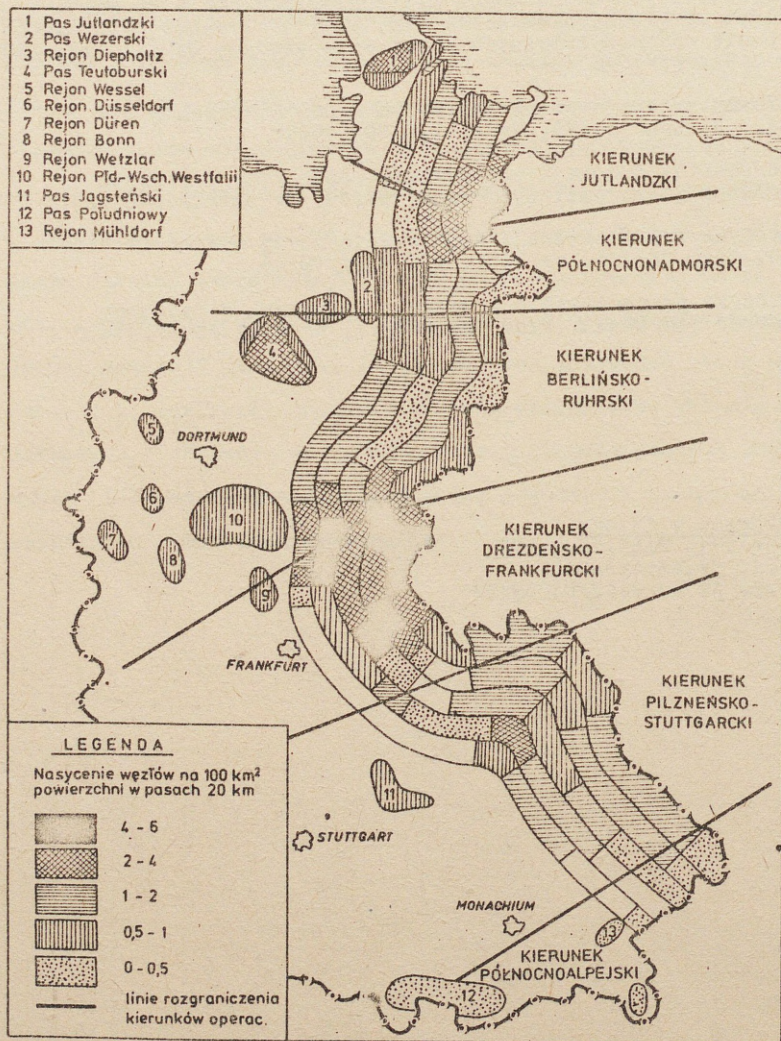 1 Pas Jutlandzki
2 Pas Wezerski
3 Rejon Diepholtz
4 Pas Teutoburski
5 Rejon Wessel
6 Rejon Düsseldorf
7 Rejon Düren
8 Rejon Bonn
9 Rejon Wetzlar
10 Rejon Płd.-Wsch. Westfalii
11 Pas Jagsteński
12 Pas Południowy
13 Rejon Mühldorf
1
KIERUNEK
JUTLANDZKI
KIERUNEK
PÓŁNOCNONADMORSKI
2
3
4
KIERUNEK
BERLIŃSKO-
RUHRSKI
5
DORTMUND
6
10
7
8
9
KIERUNEK
DREZDEŃSKO-
FRANKFURCKI
FRANKFURT
KIERUNEK
PILZNEŃSKO-
STUTTGARCKI
11
STUTTGART
MONACHIUM
13
KIERUNEK
PÓŁNOCNOALPEJSKI
12
LEGENDA
Nasycenie węzłów na 100 km²
powierzchni w pasach 20 km
4 - 6
2 - 4
1 - 2
0,5 - 1
0 - 0,5
linie rozgraniczenia
kierunków operac.